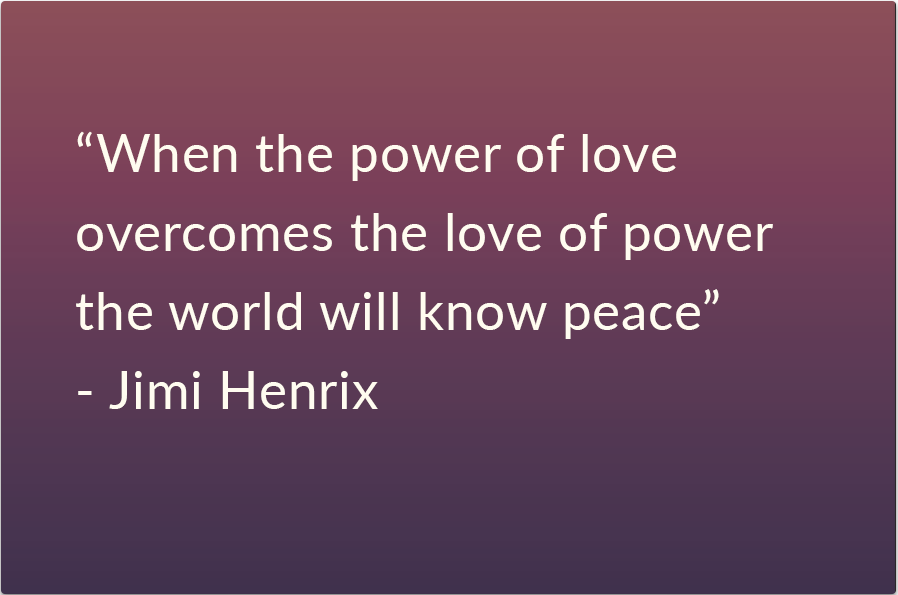 “When the power of love
overcomes the love of power
the world will know peace”
- Jimi Henrix